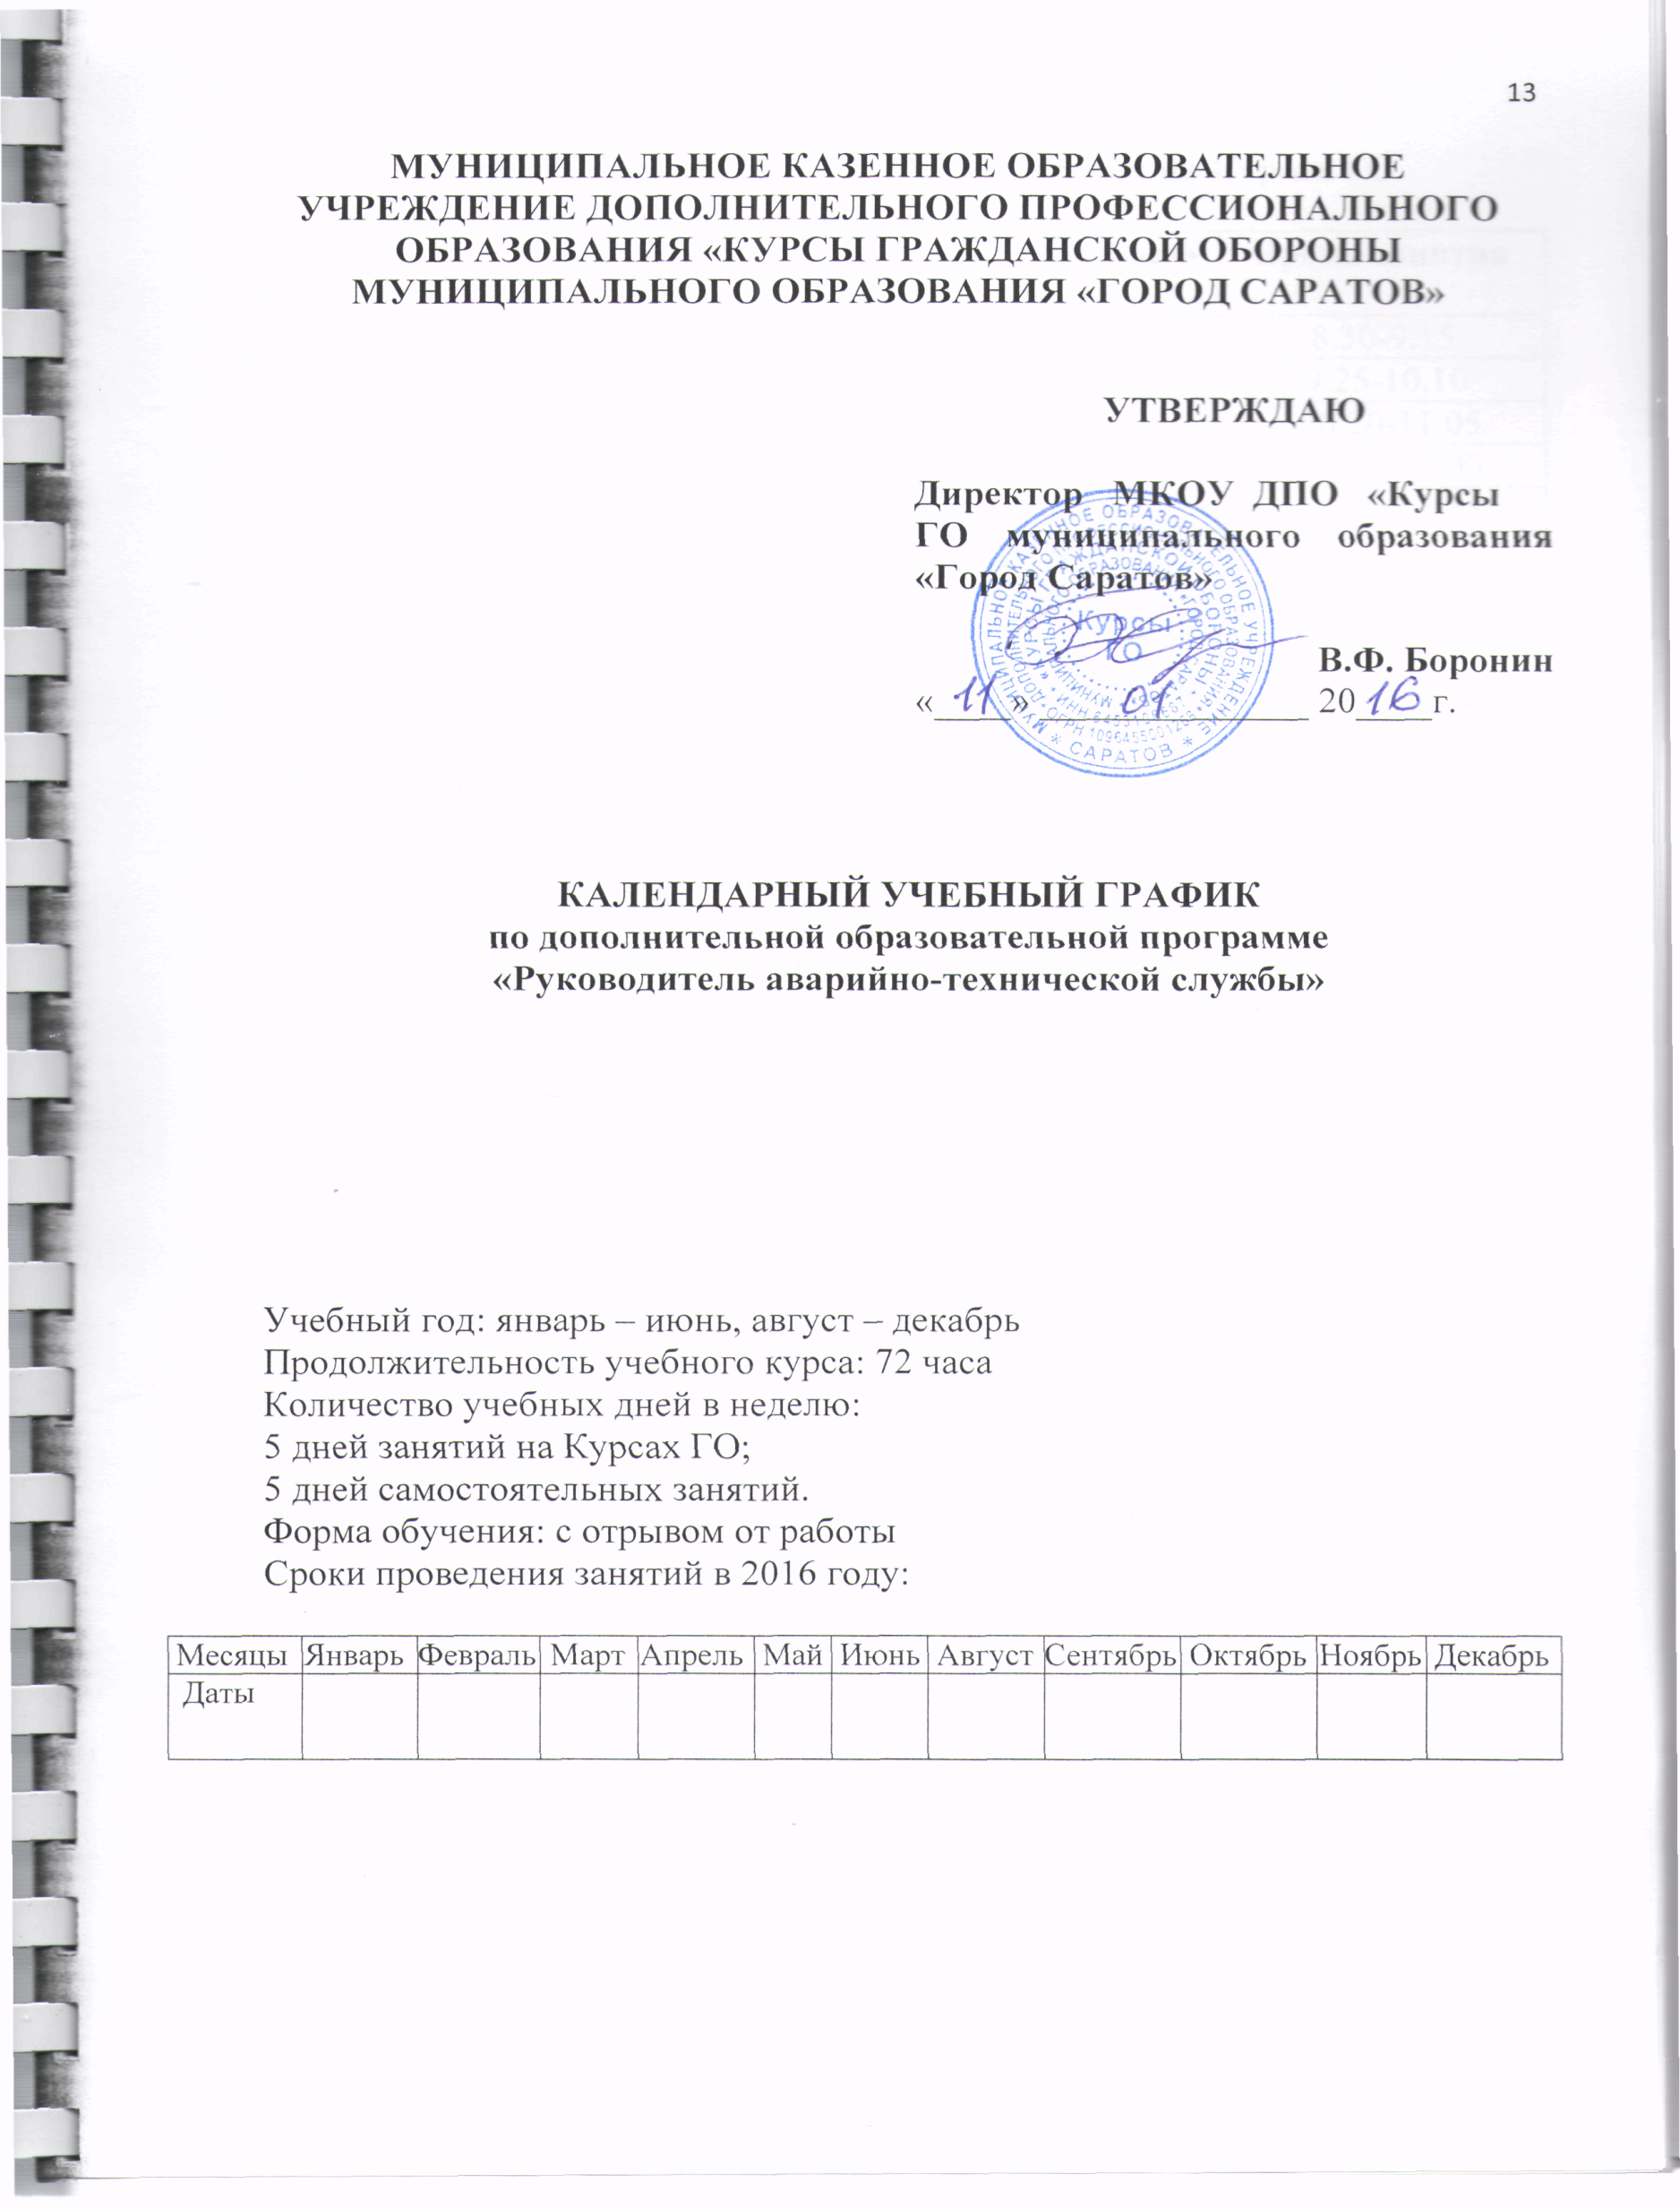 13
МУНИЦИПАЛЬНОЕ КАЗЕННОЕ ОБРАЗОВАТЕЛЬНОЕ
УЧРЕЖДЕНИЕ ДОПОЛНИТЕЛЬНОГО ПРОФЕССИОНАЛЬНОГО
ОБРАЗОВАНИЯ «КУРСЫ ГРАЖДАНСКОЙ ОБОРОНЫ
МУНИЦИПАЛЬНОГО ОБРАЗОВАНИЯ «ГОРОД САРАТОВ»
УТВЕРЖДАЮ
Директор МКОУ ДПО «Курсы
ГО муниципального образования
«Город Саратов»
Курсы
ГО
В.Ф. Боронин
«11» 01 2016 г.
* САРАТОВ *
КАЛЕНДАРНЫЙ УЧЕБНЫЙ ГРАФИК
по дополнительной образовательной программе
«Руководитель аварийно-технической службы»
Учебный год: январь – июнь, август – декабрь
Продолжительность учебного курса: 72 часа
Количество учебных дней в неделю:
5 дней занятий на Курсах ГО;
5 дней самостоятельных занятий.
Форма обучения: с отрывом от работы
Сроки проведения занятий в 2016 году:
Месяцы Январь Февраль Март Апрель Май Июнь Август Сентябрь Октябрь Ноябрь Декабрь
Даты